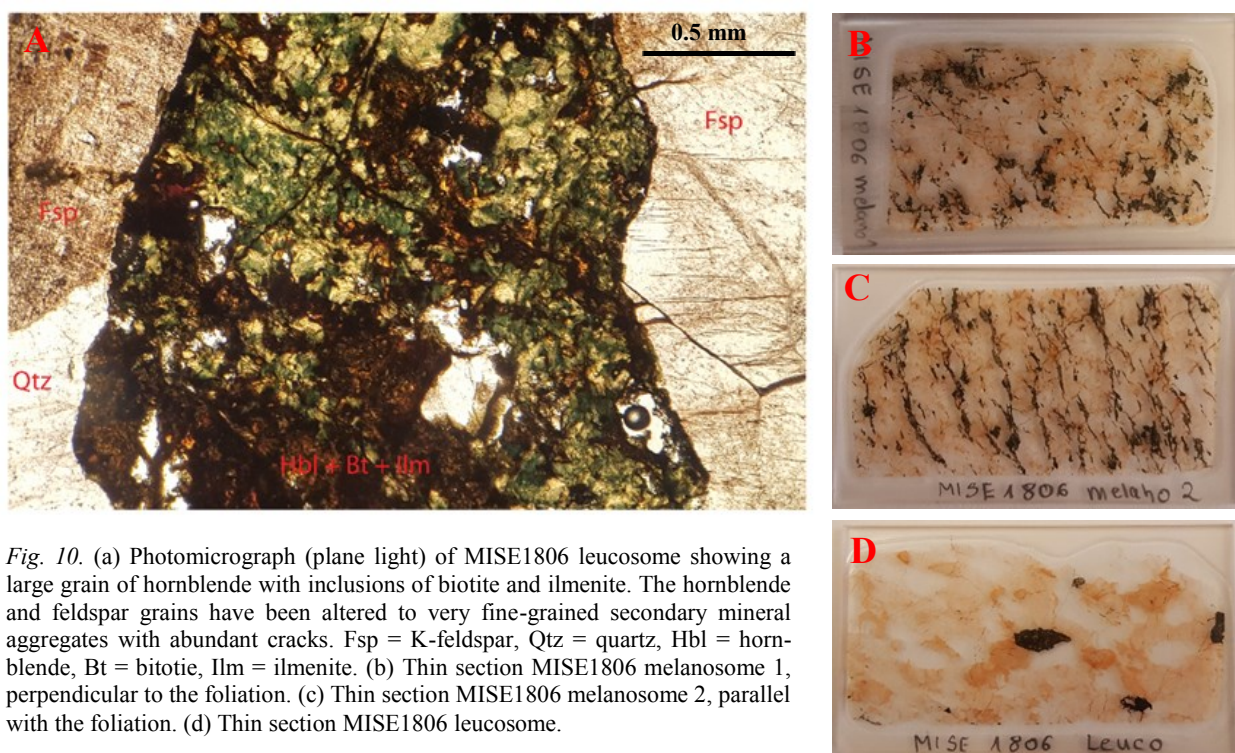 A
0.5 mm
Fsp
Fsp
Qtz
Hbl + Bt + Ilm
B
MISE 1806 melano 1
C
MISE 1806 melano 2
D
MISE 1806 Leuco
Fig. 10. (a) Photomicrograph (plane light) of MISE1806 leucosome showing a
large grain of hornblende with inclusions of biotite and ilmenite. The hornblende
and feldspar grains have been altered to very fine-grained secondary mineral
aggregates with abundant cracks. Fsp = K-feldspar, Qtz = quartz, Hbl = horn-
blende, Bt = bitotie, Ilm = ilmenite. (b) Thin section MISE1806 melanosome 1,
perpendicular to the foliation. (c) Thin section MISE1806 melanosome 2, parallel
with the foliation. (d) Thin section MISE1806 leucosome.